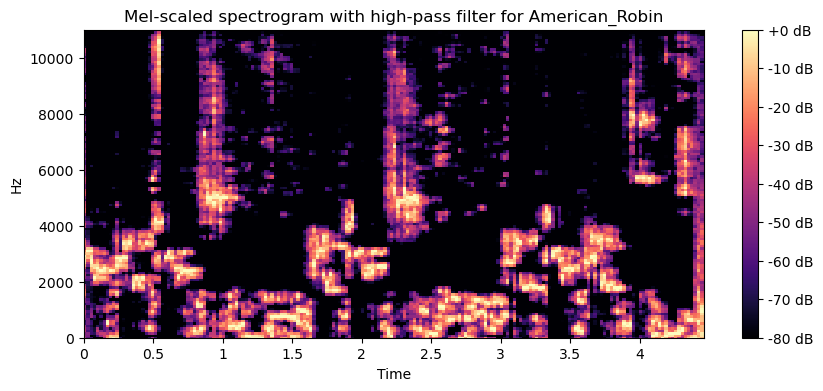 Mel-scaled spectrogram with high-pass filter for American_Robin
10000
8000
6000
4000
2000
0
Hz
0
0.5
1
1.5
2
2.5
3
3.5
4
Time
+0 dB
-10 dB
-20 dB
-30 dB
-40 dB
-50 dB
-60 dB
-70 dB
-80 dB